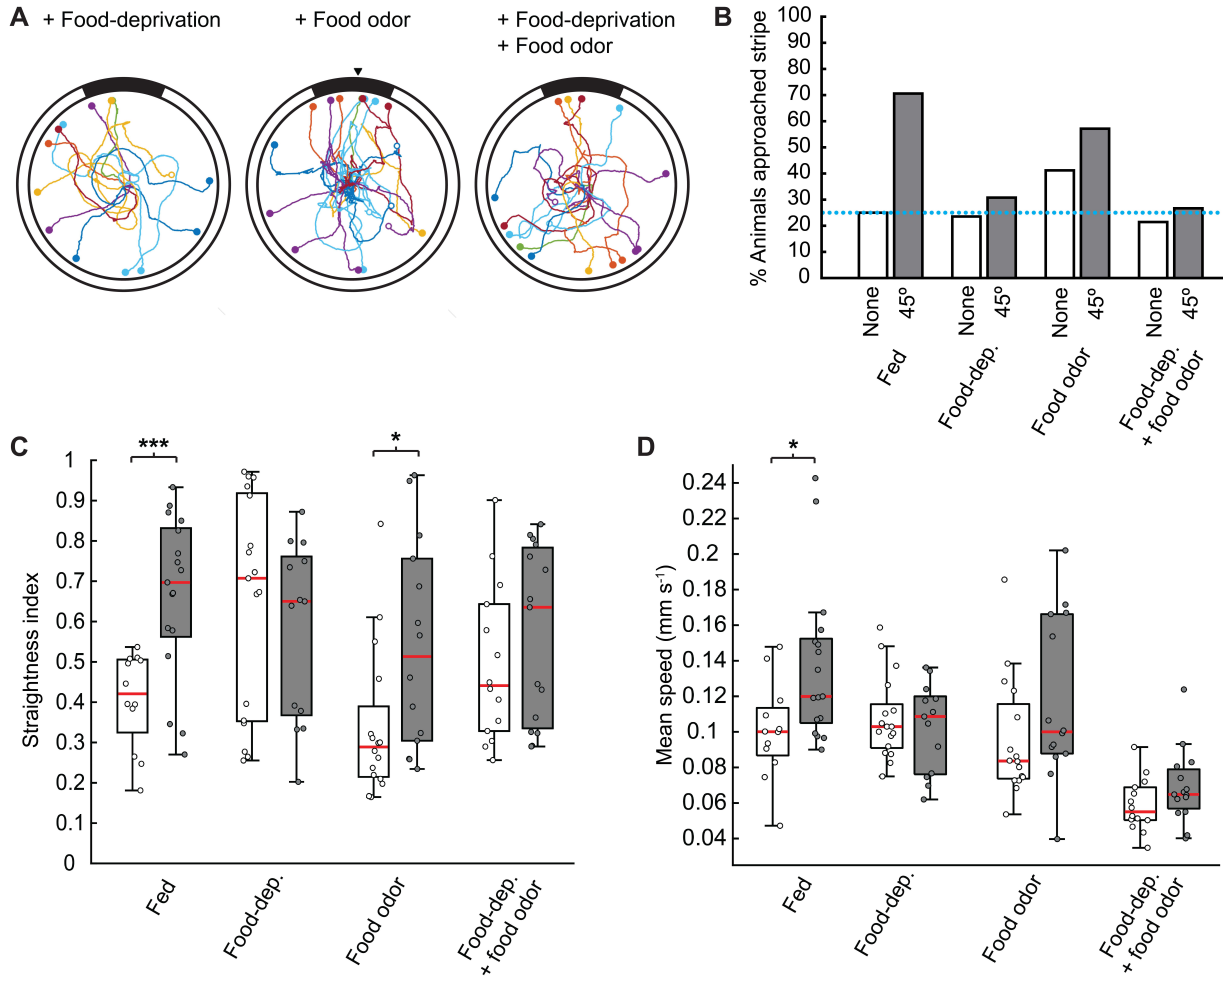 A
+ Food-deprivation
+ Food odor
+ Food-deprivation
+ Food odor
B
% Animals approached stripe
100
90
80
70
60
50
40
30
20
10
0
None
45º
None
45º
None
45º
None
45º
Fed
Food-dep.
Food odor
Food-dep.
+ food odor
C
Straightness index
1
0.9
0.8
0.7
0.6
0.5
0.4
0.3
0.2
0.1
0
***
*
Fed
Food-dep.
Food odor
Food-dep.
+ food odor
D
Mean speed (mm s-1)
0.24
0.22
0.2
0.18
0.16
0.14
0.12
0.1
0.08
0.06
0.04
*
Fed
Food-dep.
Food odor
Food-dep.
+ food odor